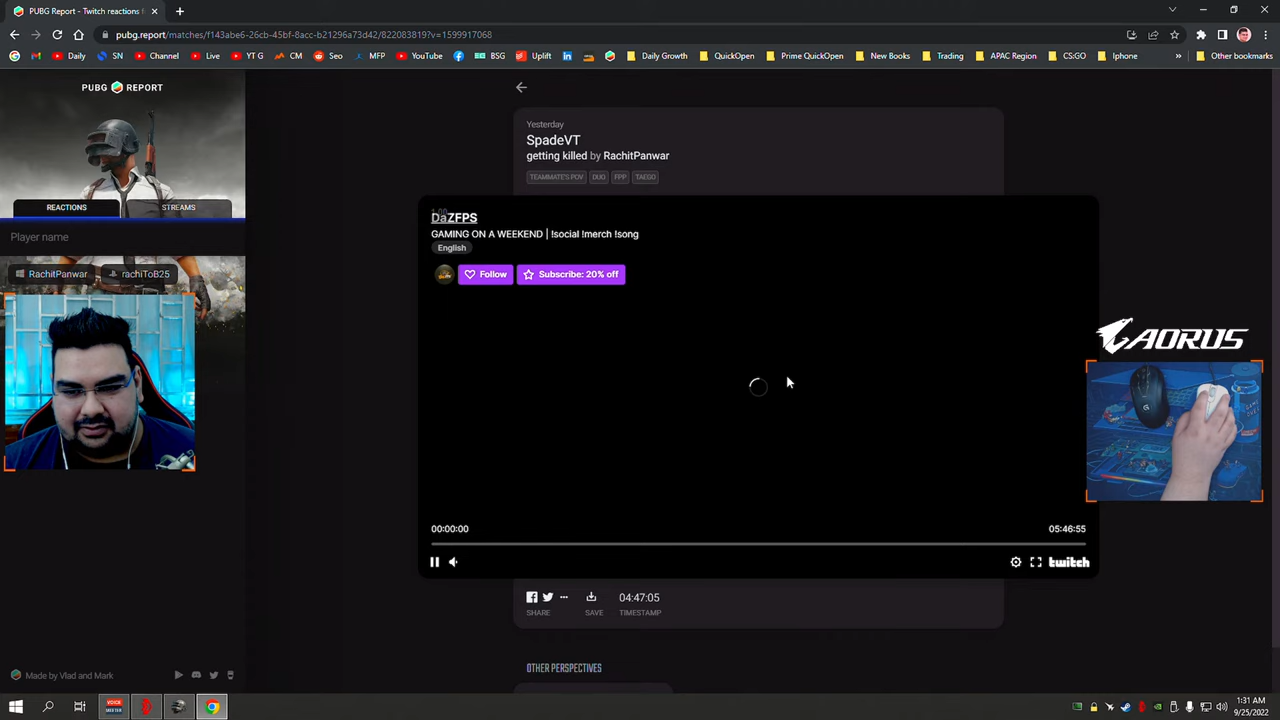 PUBG Report - Twitch reactions f
pubg.report/matches/f143abe6-26cb-45bf-8acc-b21296a73d42/822083819?v=1599917068
Daily
SN
Channel
Live
YT G
CM
Seo
MFP
YouTube
BSG
Uplift
Daily Growth
QuickOpen
Prime QuickOpen
New Books
Trading
CS:GO
APAC Region
Iphone
»
Other bookmarks
PUBG REPORT
REACTIONS
STREAMS
Player name
RachitPanwar
rachiToB25
Yesterday
SpadeVT
getting killed by RachitPanwar
TEAMMATE'S POV
DUO
FPP
TAEGO
DaZFPS
GAMING ON A WEEKEND | !social !merch !song
English
Follow
Subscribe: 20% off
AORUS
00:00:00
05:46:55
twitch
04:47:05
SHARE
SAVE
TIMESTAMP
OTHER PERSPECTIVES
Made by Vlad and Mark
VOICE
MEETER
1:31 AM
9/25/2022